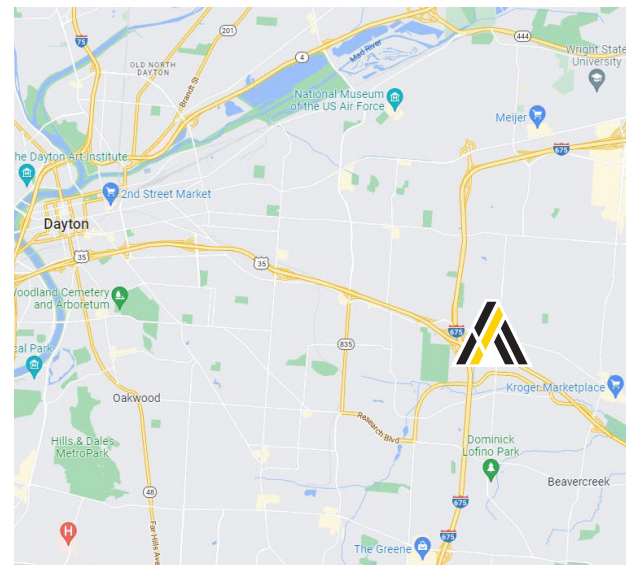 201
444
75
4
Mad River
Wright State
University
OLD NORTH
DAYTON
Brandt St
National Museum
of the US Air Force
Meijer
675
he Dayton Art Institute
2nd Street Market
Dayton
35
35
oodland Cemetery
and Arboretum
675
675
cal Park
835
Kroger Marketplace
Oakwood
Research Blvd
Hills & Dales
MetroPark
Dominick
Lofino Park
Beavercreek
48
675
H
Far Hills Ave
675
The Greene